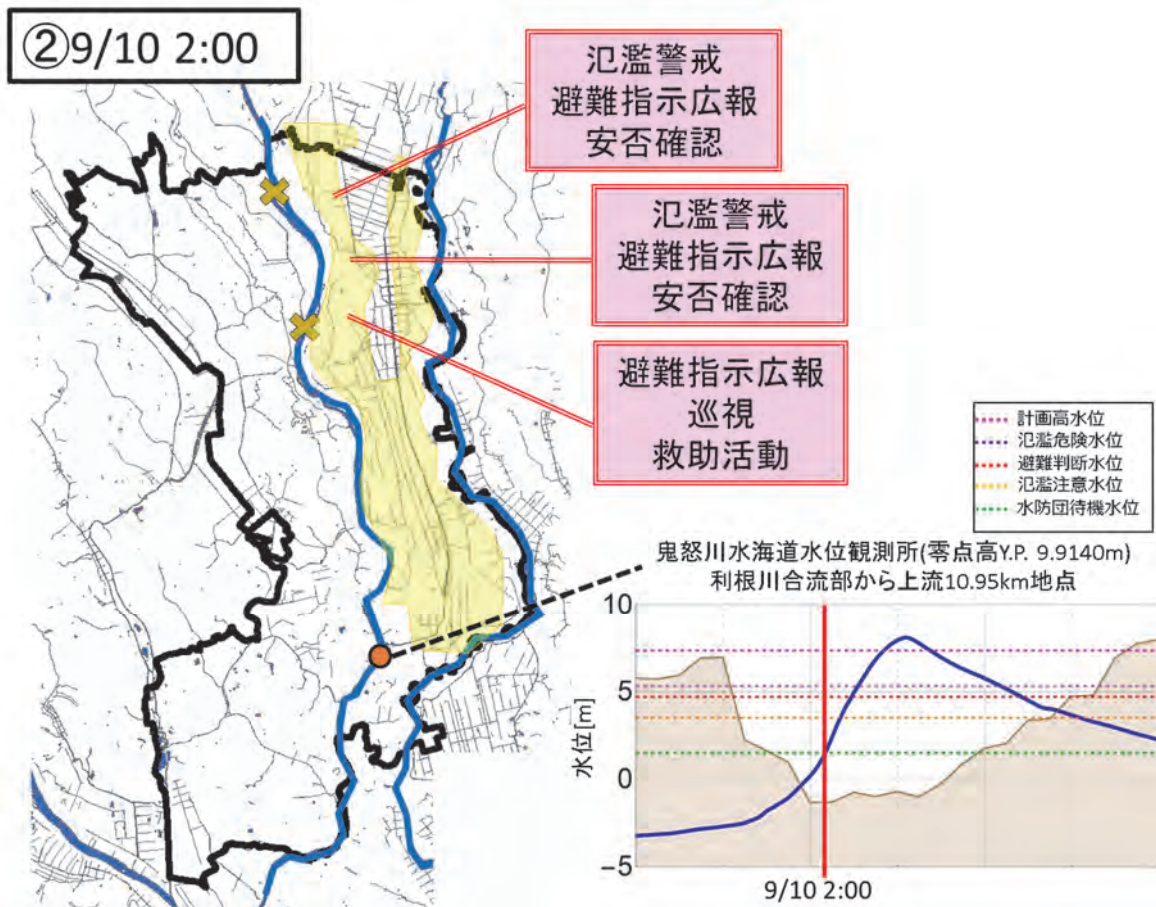 ②9/10 2:00
氾濫警戒
避難指示広報
安否確認
氾濫警戒
避難指示広報
安否確認
避難指示広報
巡視
救助活動
計画高水位
氾濫危険水位
避難判断水位
氾濫注意水位
水防団待機水位
鬼怒川水海道水位観測所(零点高Y.P. 9.9140m)
利根川合流部から上流10.95km地点
水位[m]
10
5
0
−5
9/10 2:00